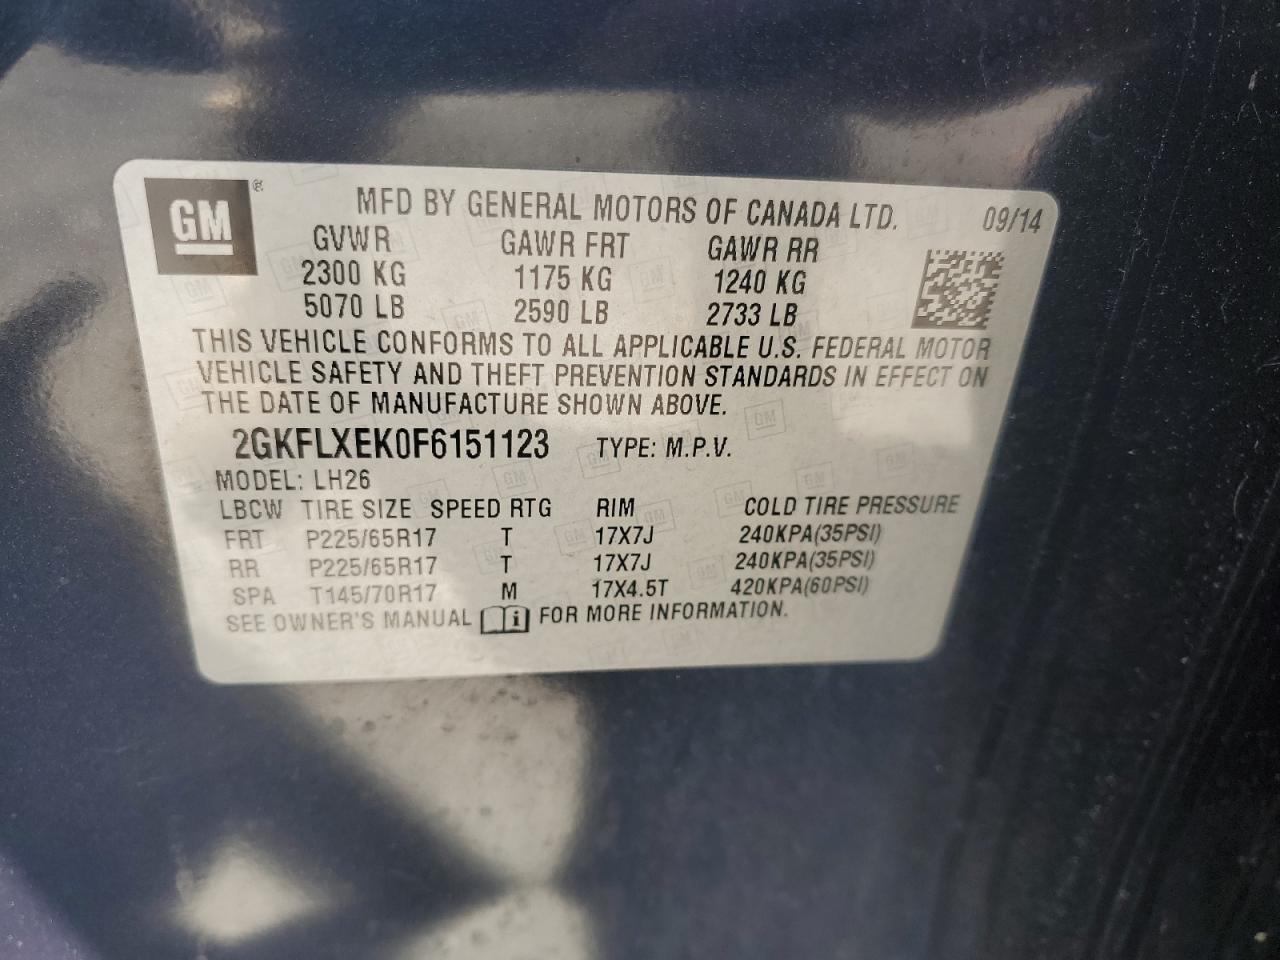 GM ®
MFD BY GENERAL MOTORS OF CANADA LTD. 09/14
GVWR GAWR FRT GAWR RR
2300 KG 1175 KG 1240 KG
5070 LB 2590 LB 2733 LB
THIS VEHICLE CONFORMS TO ALL APPLICABLE U.S. FEDERAL MOTOR
VEHICLE SAFETY AND THEFT PREVENTION STANDARDS IN EFFECT ON
THE DATE OF MANUFACTURE SHOWN ABOVE.
2GKFLXEK0F6151123 TYPE: M.P.V.
MODEL: LH26
LBCW TIRE SIZE SPEED RTG RIM COLD TIRE PRESSURE
FRT P225/65R17 T 17X7J 240KPA(35PSI)
RR P225/65R17 T 17X7J 240KPA(35PSI)
SPA T145/70R17 M 17X4.5T 420KPA(60PSI)
SEE OWNER'S MANUAL i FOR MORE INFORMATION.